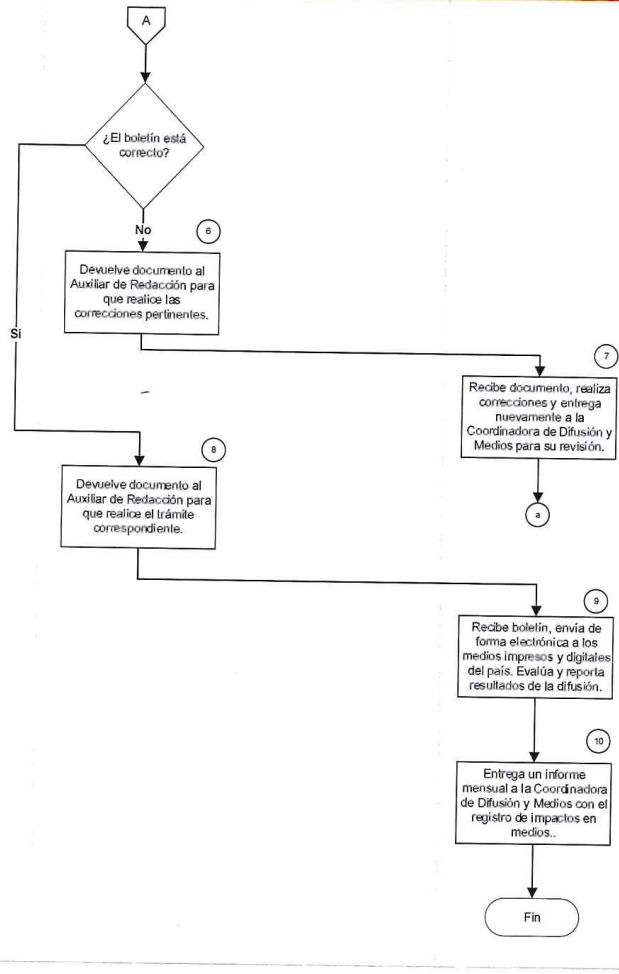 A
¿El boletín está
correcto?
No
6
Devuelve documento al
Auxiliar de Redacción para
que realice las
correcciones pertinentes.
Si
7
Recibe documento, realiza
correcciones y entrega
nuevamente a la
Coordinadora de Difusión y
Medios para su revisión.
a
8
Devuelve documento al
Auxiliar de Redacción para
que realice el trámite
correspondiente.
9
Recibe boletín, envía de
forma electrónica a los
medios impresos y digitales
del país. Evalúa y reporta
resultados de la difusión.
10
Entrega un informe
mensual a la Coordinadora
de Difusión y Medios con el
registro de impactos en
medios..
Fin